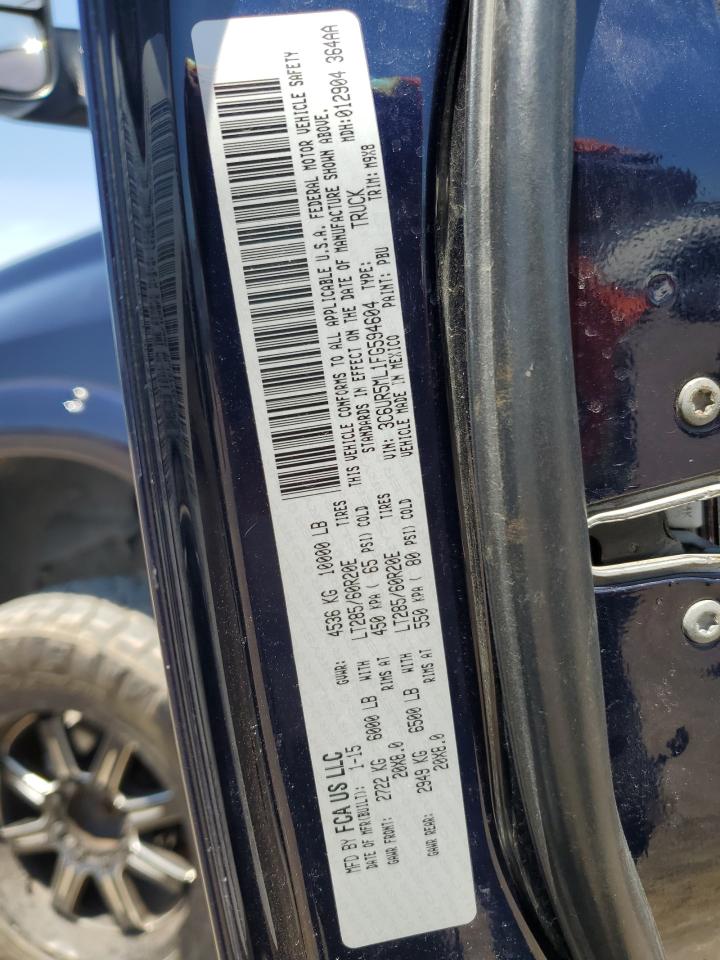 MFD BY FCA US LLC
DATE OF MFR(BUILT): 1-15 GVWR: 4536 KG 10000 LB
GAWR FRONT: 2722 KG 6000 LB WITH LT285/60R20E TIRES
20X8.0 RIMS AT 450 KPA ( 65 PSI) COLD
GAWR REAR: 2949 KG 6500 LB WITH LT285/60R20E TIRES
20X8.0 RIMS AT 550 KPA ( 80 PSI) COLD
THIS VEHICLE CONFORMS TO ALL APPLICABLE U.S.A. FEDERAL MOTOR VEHICLE SAFETY
STANDARDS IN EFFECT ON THE DATE OF MANUFACTURE SHOWN ABOVE.
VIN: 3C6UR5ML1FG594604 TYPE: TRUCK MDH:012904 364AA
VEHICLE MADE IN MEXICO PAINT: PBU TRIM: M9X8